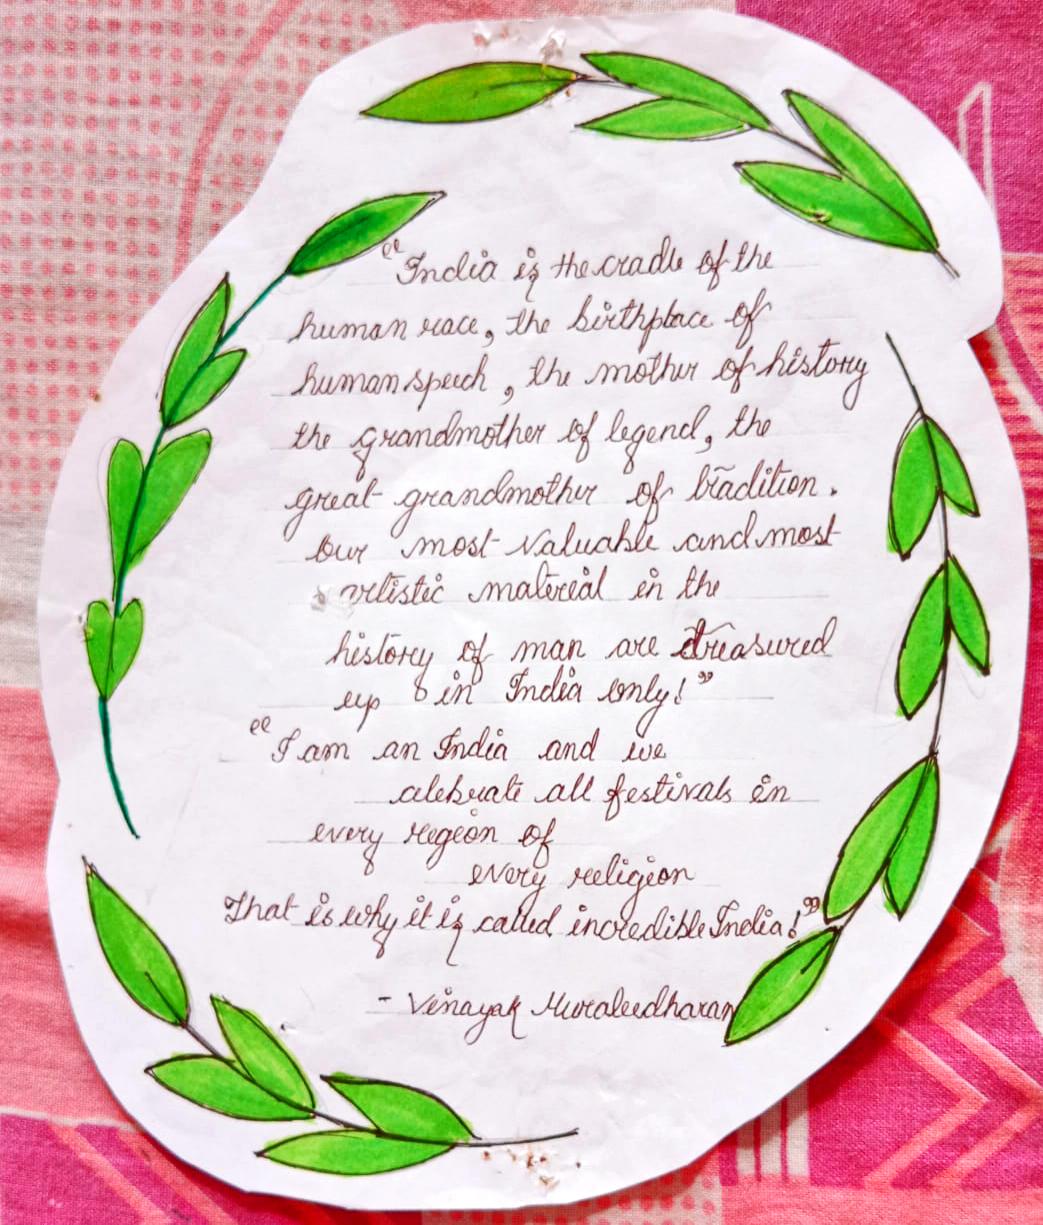 "India is the cradle of the
human race, the birthplace of
human speech, the mother of history
the grandmother of legend, the
great grandmother of tradition.
our most valuable and most
artistic material in the
history of man are treasured
up in India only!"
"I am an India and we
celebrate all festivals in
every region of
every religion
That is why it is called incredible India!"
- Vinayak Muraleedharan